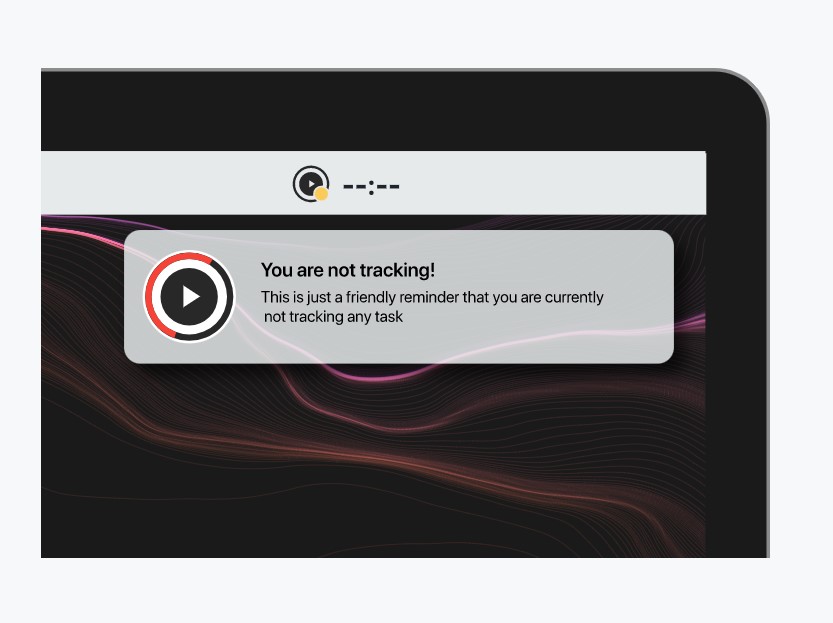 --:--
You are not tracking!
This is just a friendly reminder that you are currently
not tracking any task